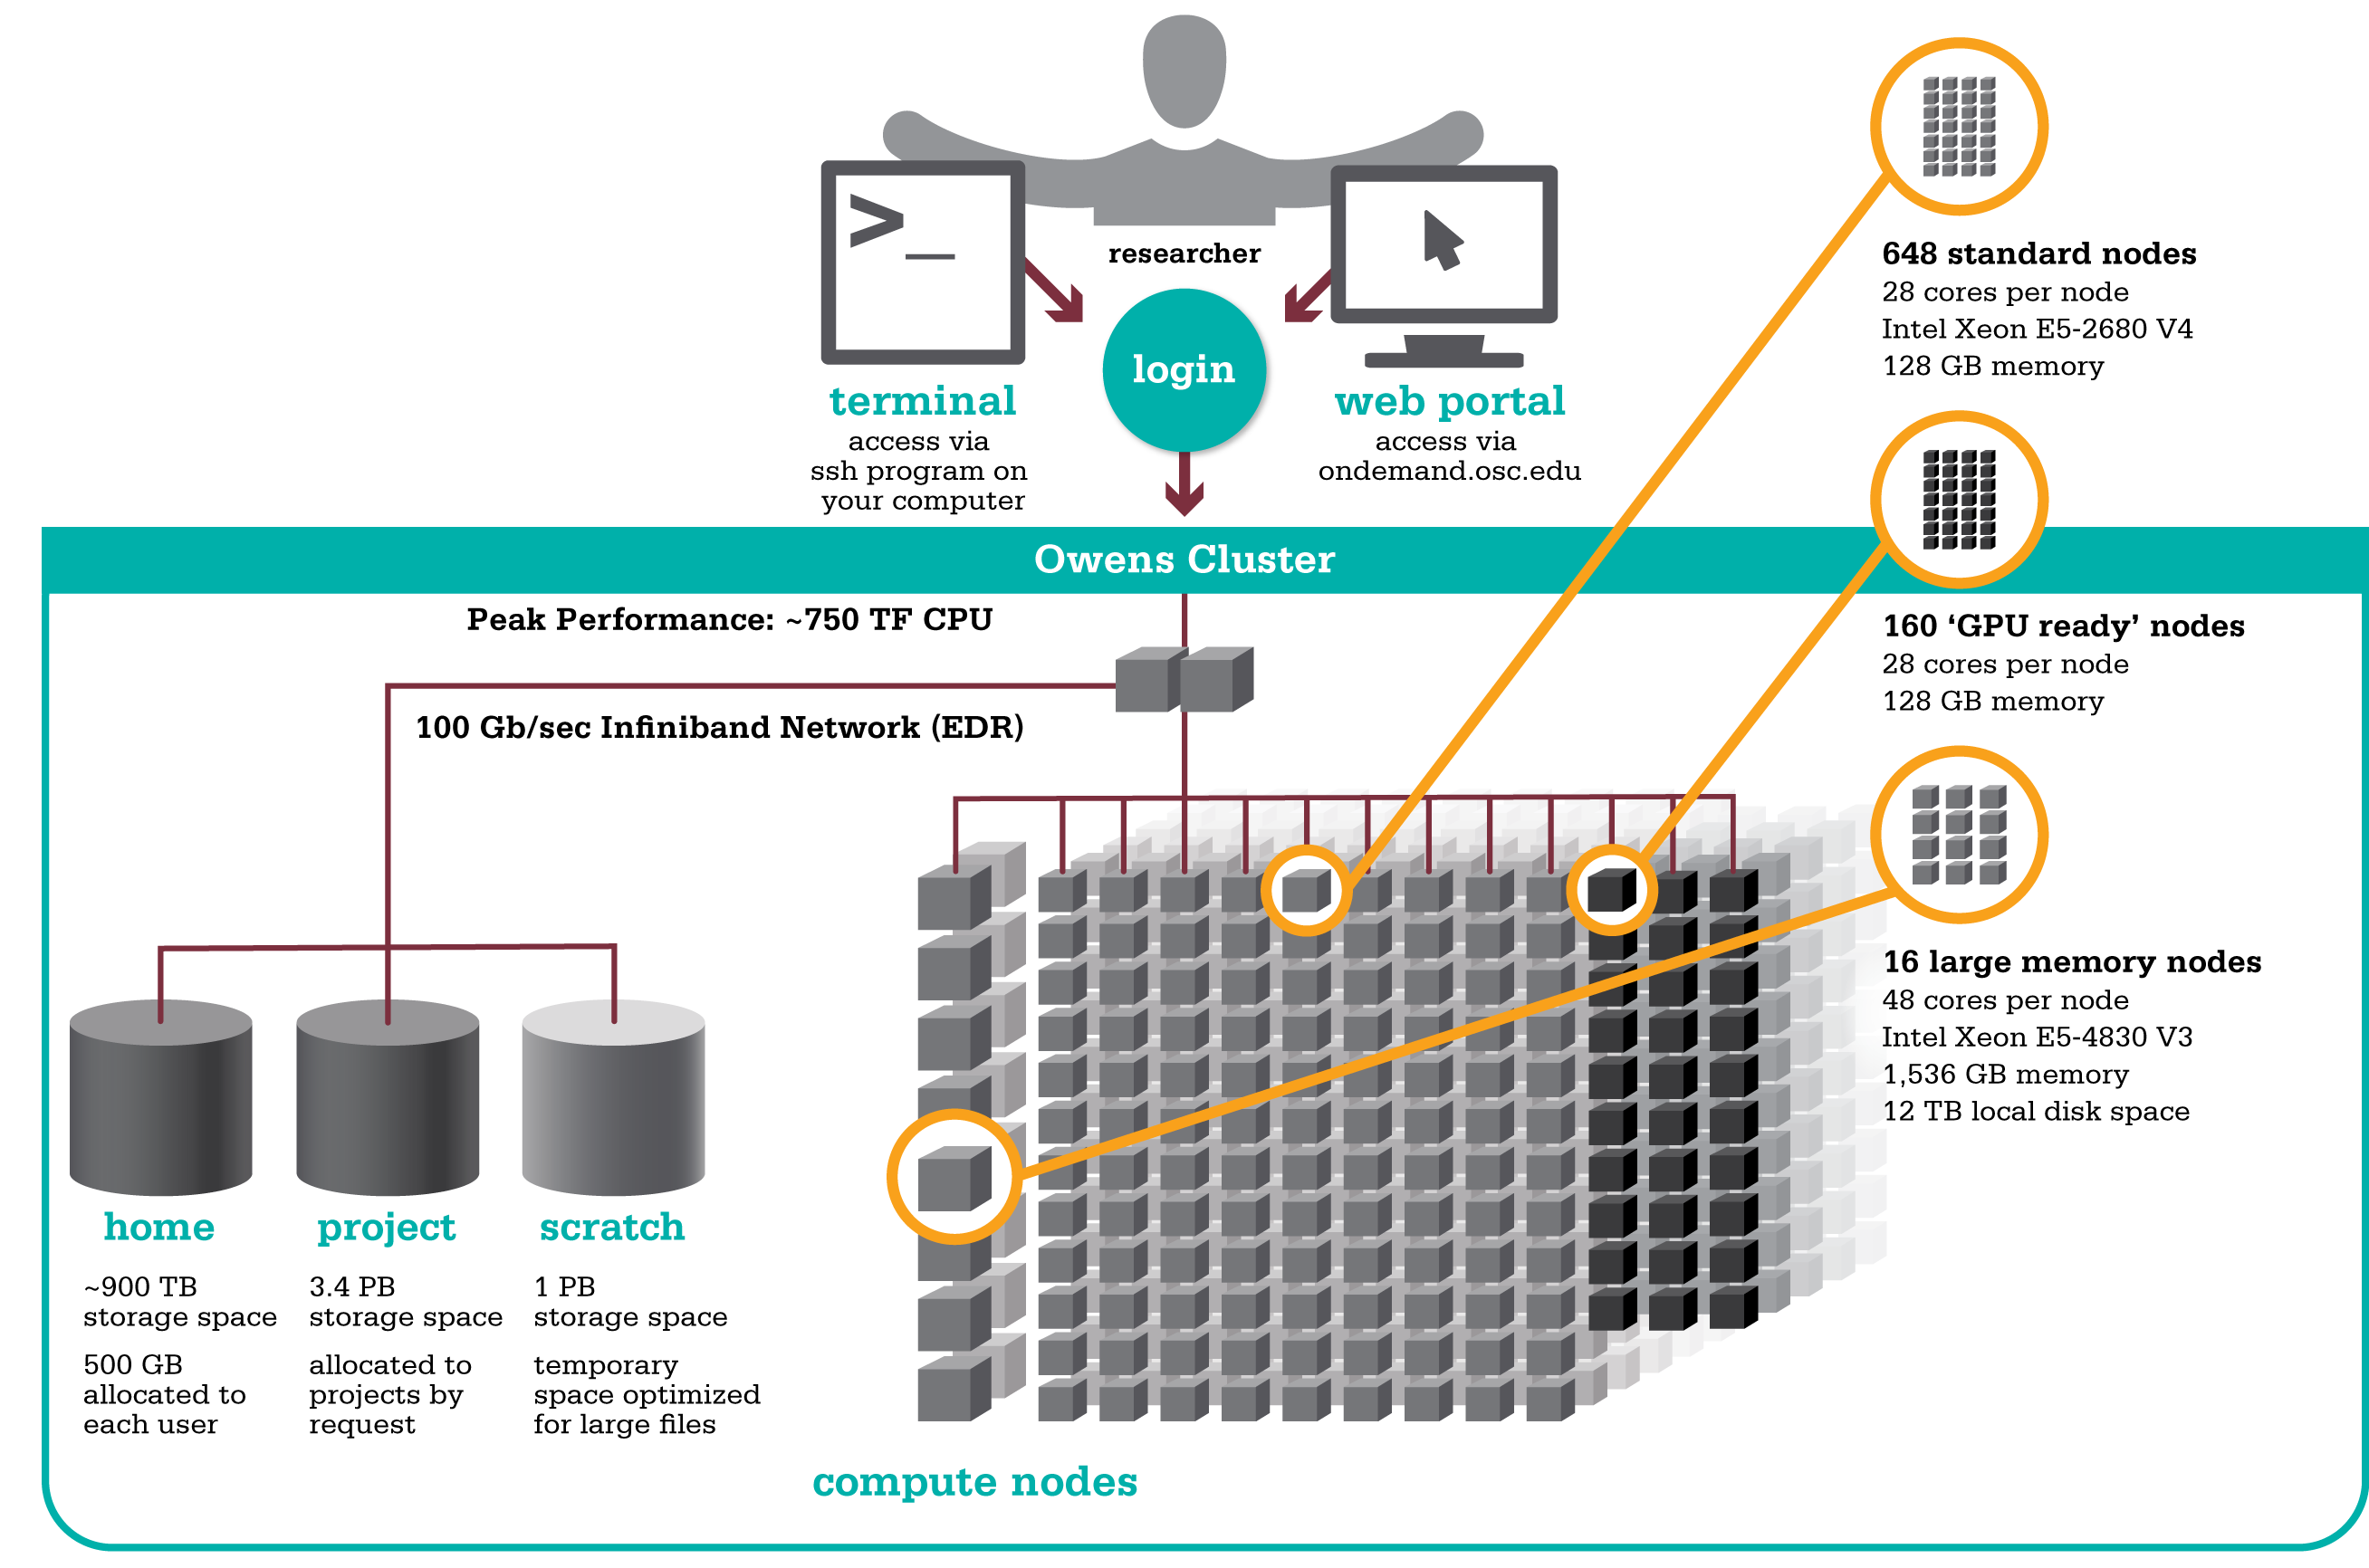 >_
researcher
login
terminal
access via
ssh program on
your computer
web portal
access via
ondemand.osc.edu
648 standard nodes
28 cores per node
Intel Xeon E5-2680 V4
128 GB memory
Owens Cluster
Peak Performance: ~750 TF CPU
100 Gb/sec Infiniband Network (EDR)
160 ‘GPU ready’ nodes
28 cores per node
128 GB memory
16 large memory nodes
48 cores per node
Intel Xeon E5-4830 V3
1,536 GB memory
12 TB local disk space
home
~900 TB
storage space
500 GB
allocated to
each user
project
3.4 PB
storage space
allocated to
projects by
request
scratch
1 PB
storage space
temporary
space optimized
for large files
compute nodes